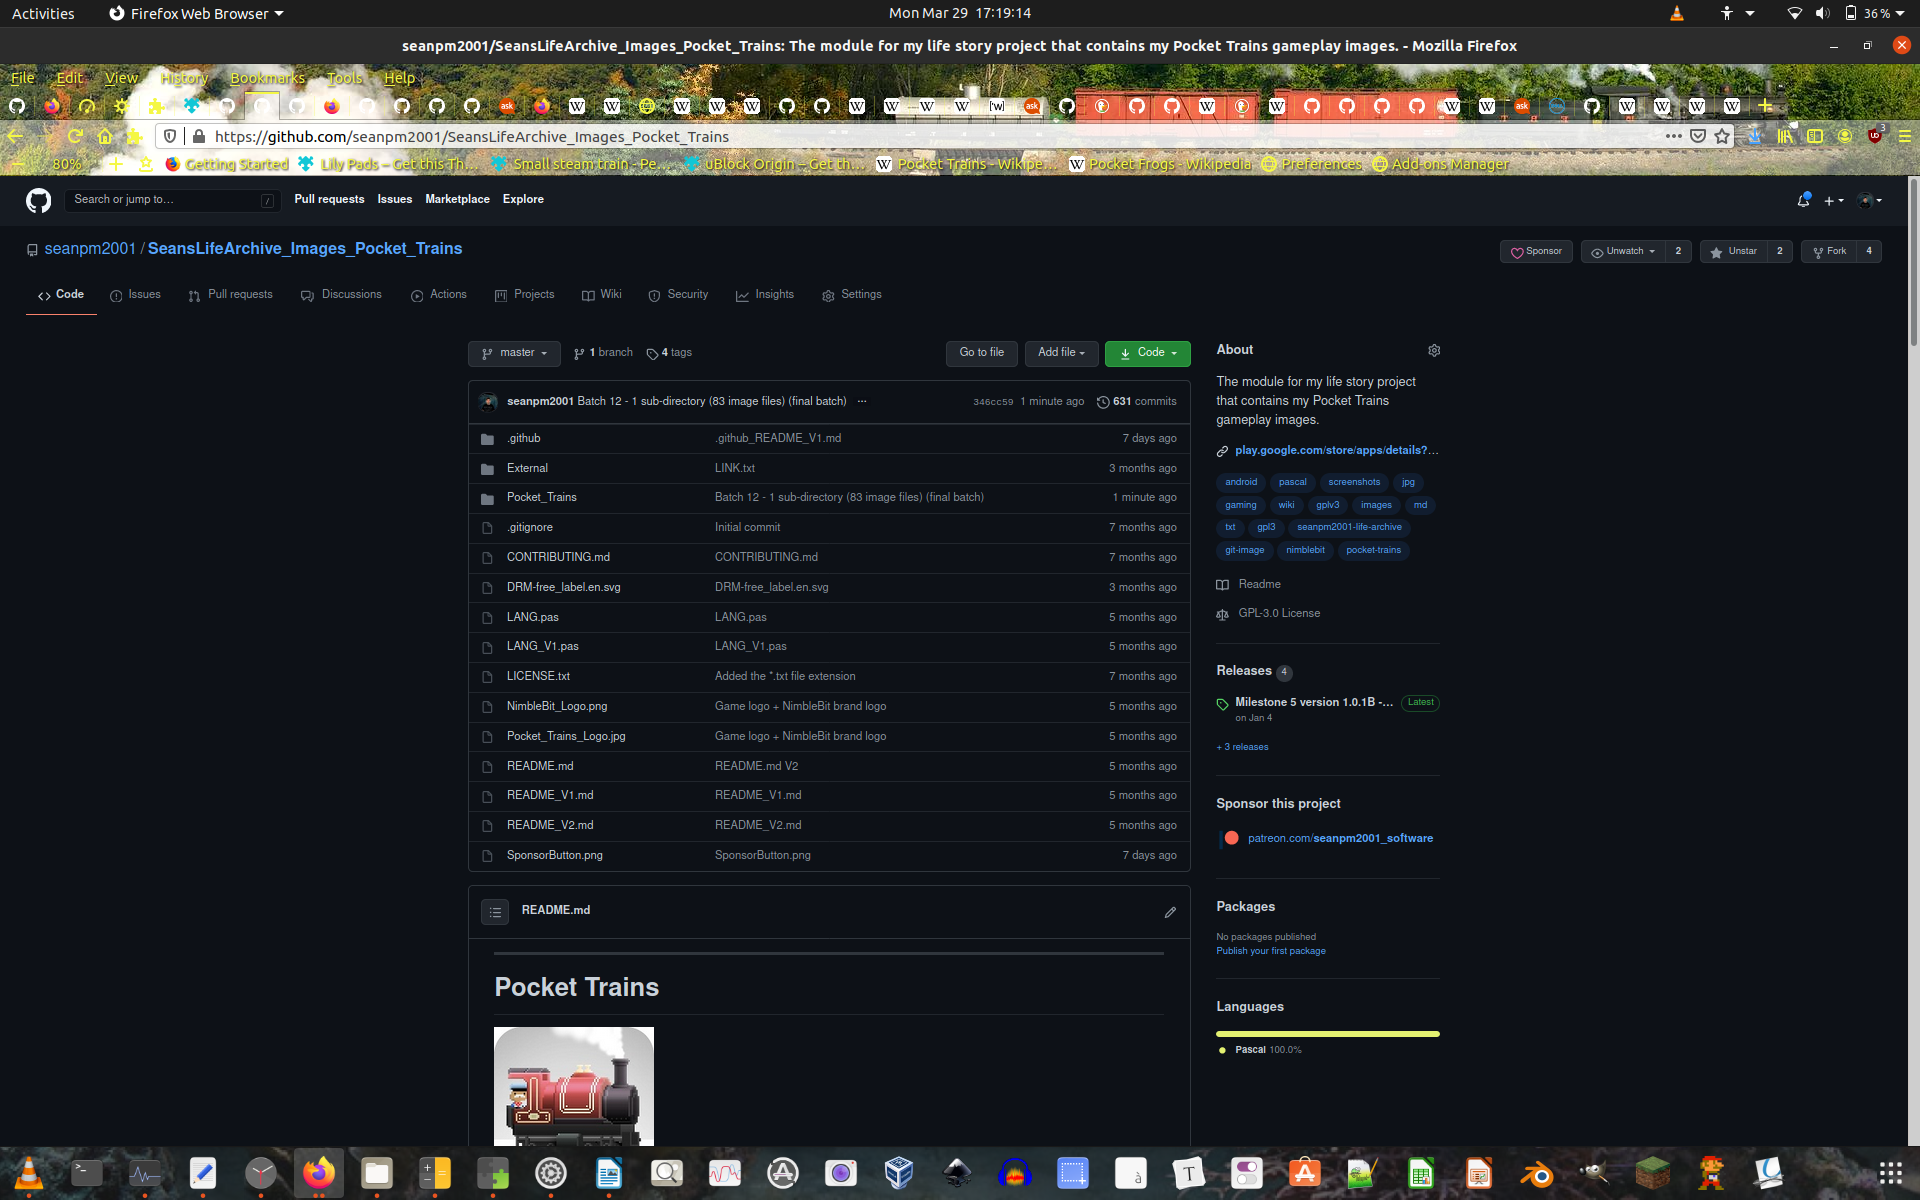 Activities
Firefox Web Browser
Mon Mar 29 17:19:14
36 %
seanpm2001/SeansLifeArchive_Images_Pocket_Trains: The module for my life story project that contains my Pocket Trains gameplay images. - Mozilla Firefox
File Edit View History Bookmarks Tools Help
https://github.com/seanpm2001/SeansLifeArchive_Images_Pocket_Trains
3
80%
Getting Started
Lily Pads – Get this Th…
Small steam train - Pe…
uBlock Origin – Get th…
Pocket Trains - Wikipe…
Pocket Frogs - Wikipedia
Preferences
Add-ons Manager
Search or jump to…
/
Pull requests Issues Marketplace Explore
seanpm2001 / SeansLifeArchive_Images_Pocket_Trains
Sponsor
Unwatch 2
Unstar 2
Fork 4
Code Issues Pull requests Discussions Actions Projects Wiki Security Insights Settings
master
1 branch
4 tags
Go to file
Add file
Code
seanpm2001 Batch 12 - 1 sub-directory (83 image files) (final batch) ...
346cc59 1 minute ago 631 commits
.github .github_README_V1.md 7 days ago
External LINK.txt 3 months ago
Pocket_Trains Batch 12 - 1 sub-directory (83 image files) (final batch) 1 minute ago
.gitignore Initial commit 7 months ago
CONTRIBUTING.md CONTRIBUTING.md 7 months ago
DRM-free_label.en.svg DRM-free_label.en.svg 3 months ago
LANG.pas LANG.pas 5 months ago
LANG_V1.pas LANG_V1.pas 5 months ago
LICENSE.txt Added the *.txt file extension 7 months ago
NimbleBit_Logo.png Game logo + NimbleBit brand logo 5 months ago
Pocket_Trains_Logo.jpg Game logo + NimbleBit brand logo 5 months ago
README.md README.md V2 5 months ago
README_V1.md README_V1.md 5 months ago
README_V2.md README_V2.md 5 months ago
SponsorButton.png SponsorButton.png 7 days ago
README.md
Pocket Trains
About
The module for my life story project
that contains my Pocket Trains
gameplay images.
play.google.com/store/apps/details?…
android pascal screenshots jpg
gaming wiki gplv3 images md
txt gpl3 seanpm2001-life-archive
git-image nimblebit pocket-trains
Readme
GPL-3.0 License
Releases 4
Milestone 5 version 1.0.1B -… Latest
on Jan 4
+ 3 releases
Sponsor this project
patreon.com/seanpm2001_software
Packages
No packages published
Publish your first package
Languages
Pascal 100.0%